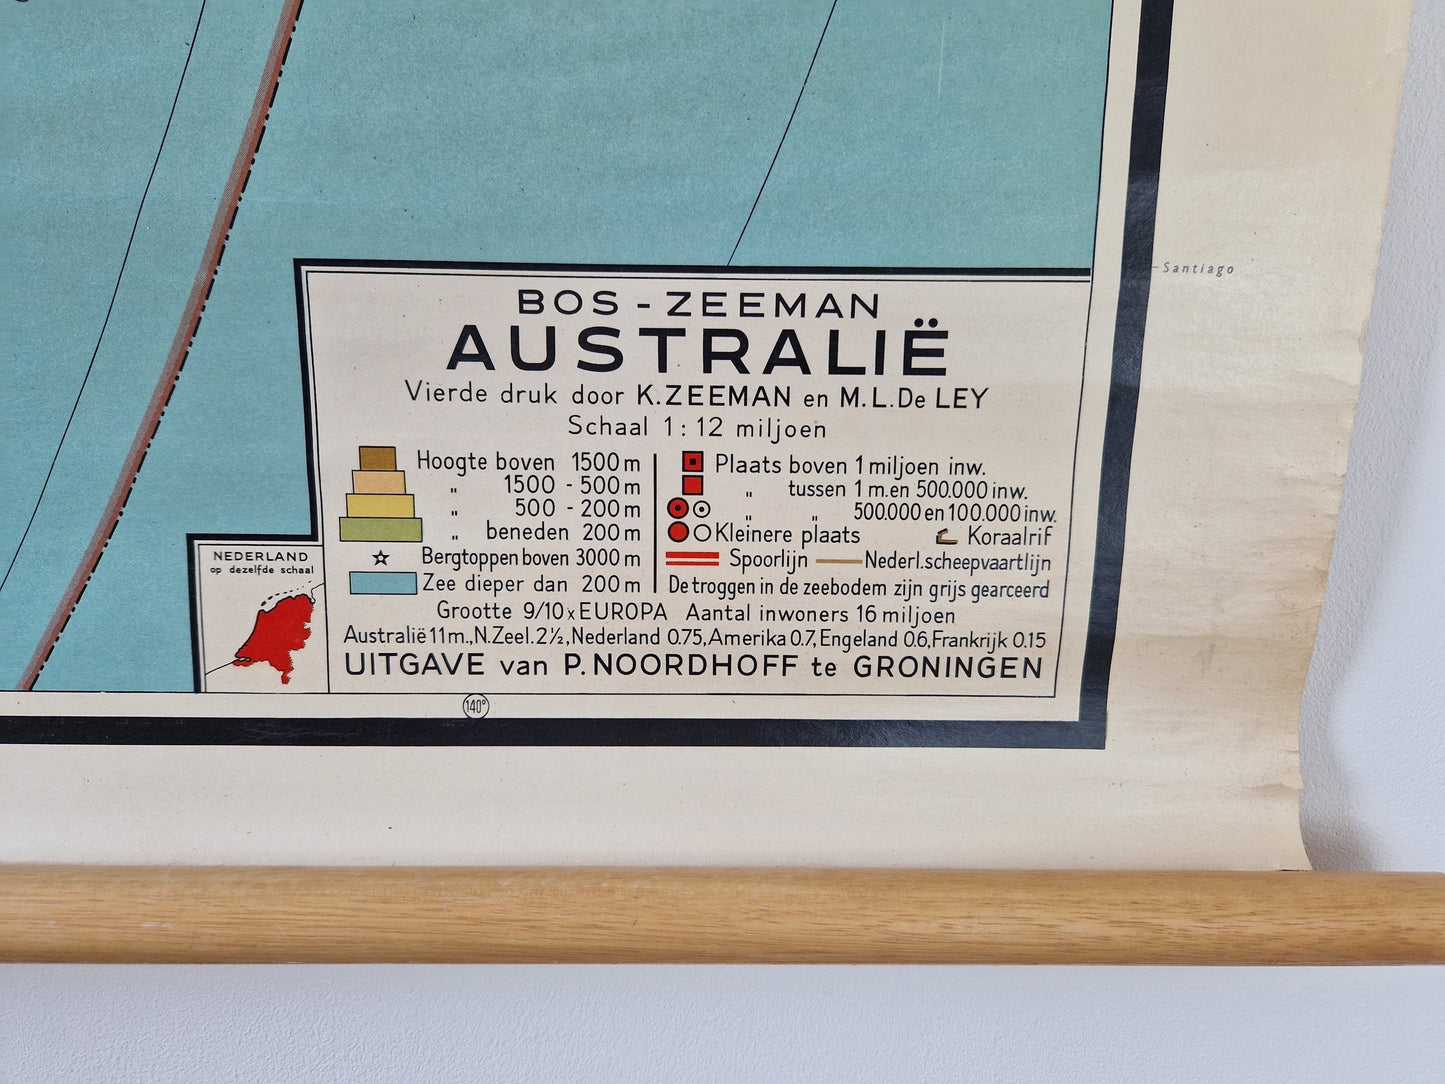 Santiago
BOS - ZEEMAN
AUSTRALIË
Vierde druk door K. ZEEMAN en M.L. De LEY
Schaal 1 : 12 miljoen
Hoogte boven 1500 m
„ 1500 - 500 m
„ 500 - 200 m
„ beneden 200 m
Bergtoppen boven 3000 m
Zee dieper dan 200 m
Plaats boven 1 miljoen inw.
„ tussen 1 m. en 500.000 inw.
„ „ 500.000 en 100.000 inw.
Kleinere plaats Koraalrif
Spoorlijn Nederl. scheepvaartlijn
De troggen in de zeebodem zijn grijs gearceerd
Grootte 9/10 x EUROPA Aantal inwoners 16 miljoen
Australië 11 m., N. Zeel. 2½, Nederland 0.75, Amerika 0.7, Engeland 0.6, Frankrijk 0.15
UITGAVE van P. NOORDHOFF te GRONINGEN
NEDERLAND
op dezelfde schaal
140°